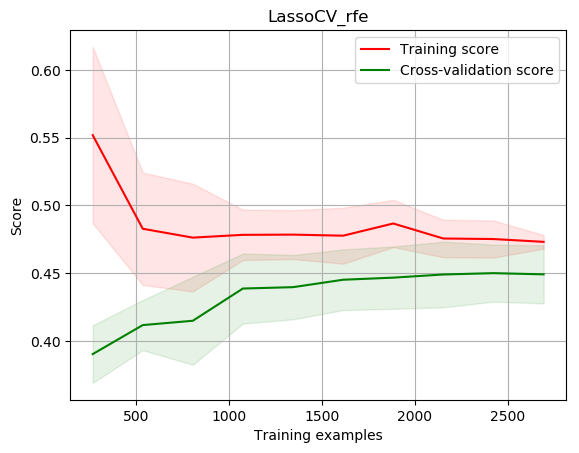 LassoCV_rfe
Training score
Cross-validation score
0.60
0.55
0.50
0.45
0.40
Score
500
1000
1500
2000
2500
Training examples